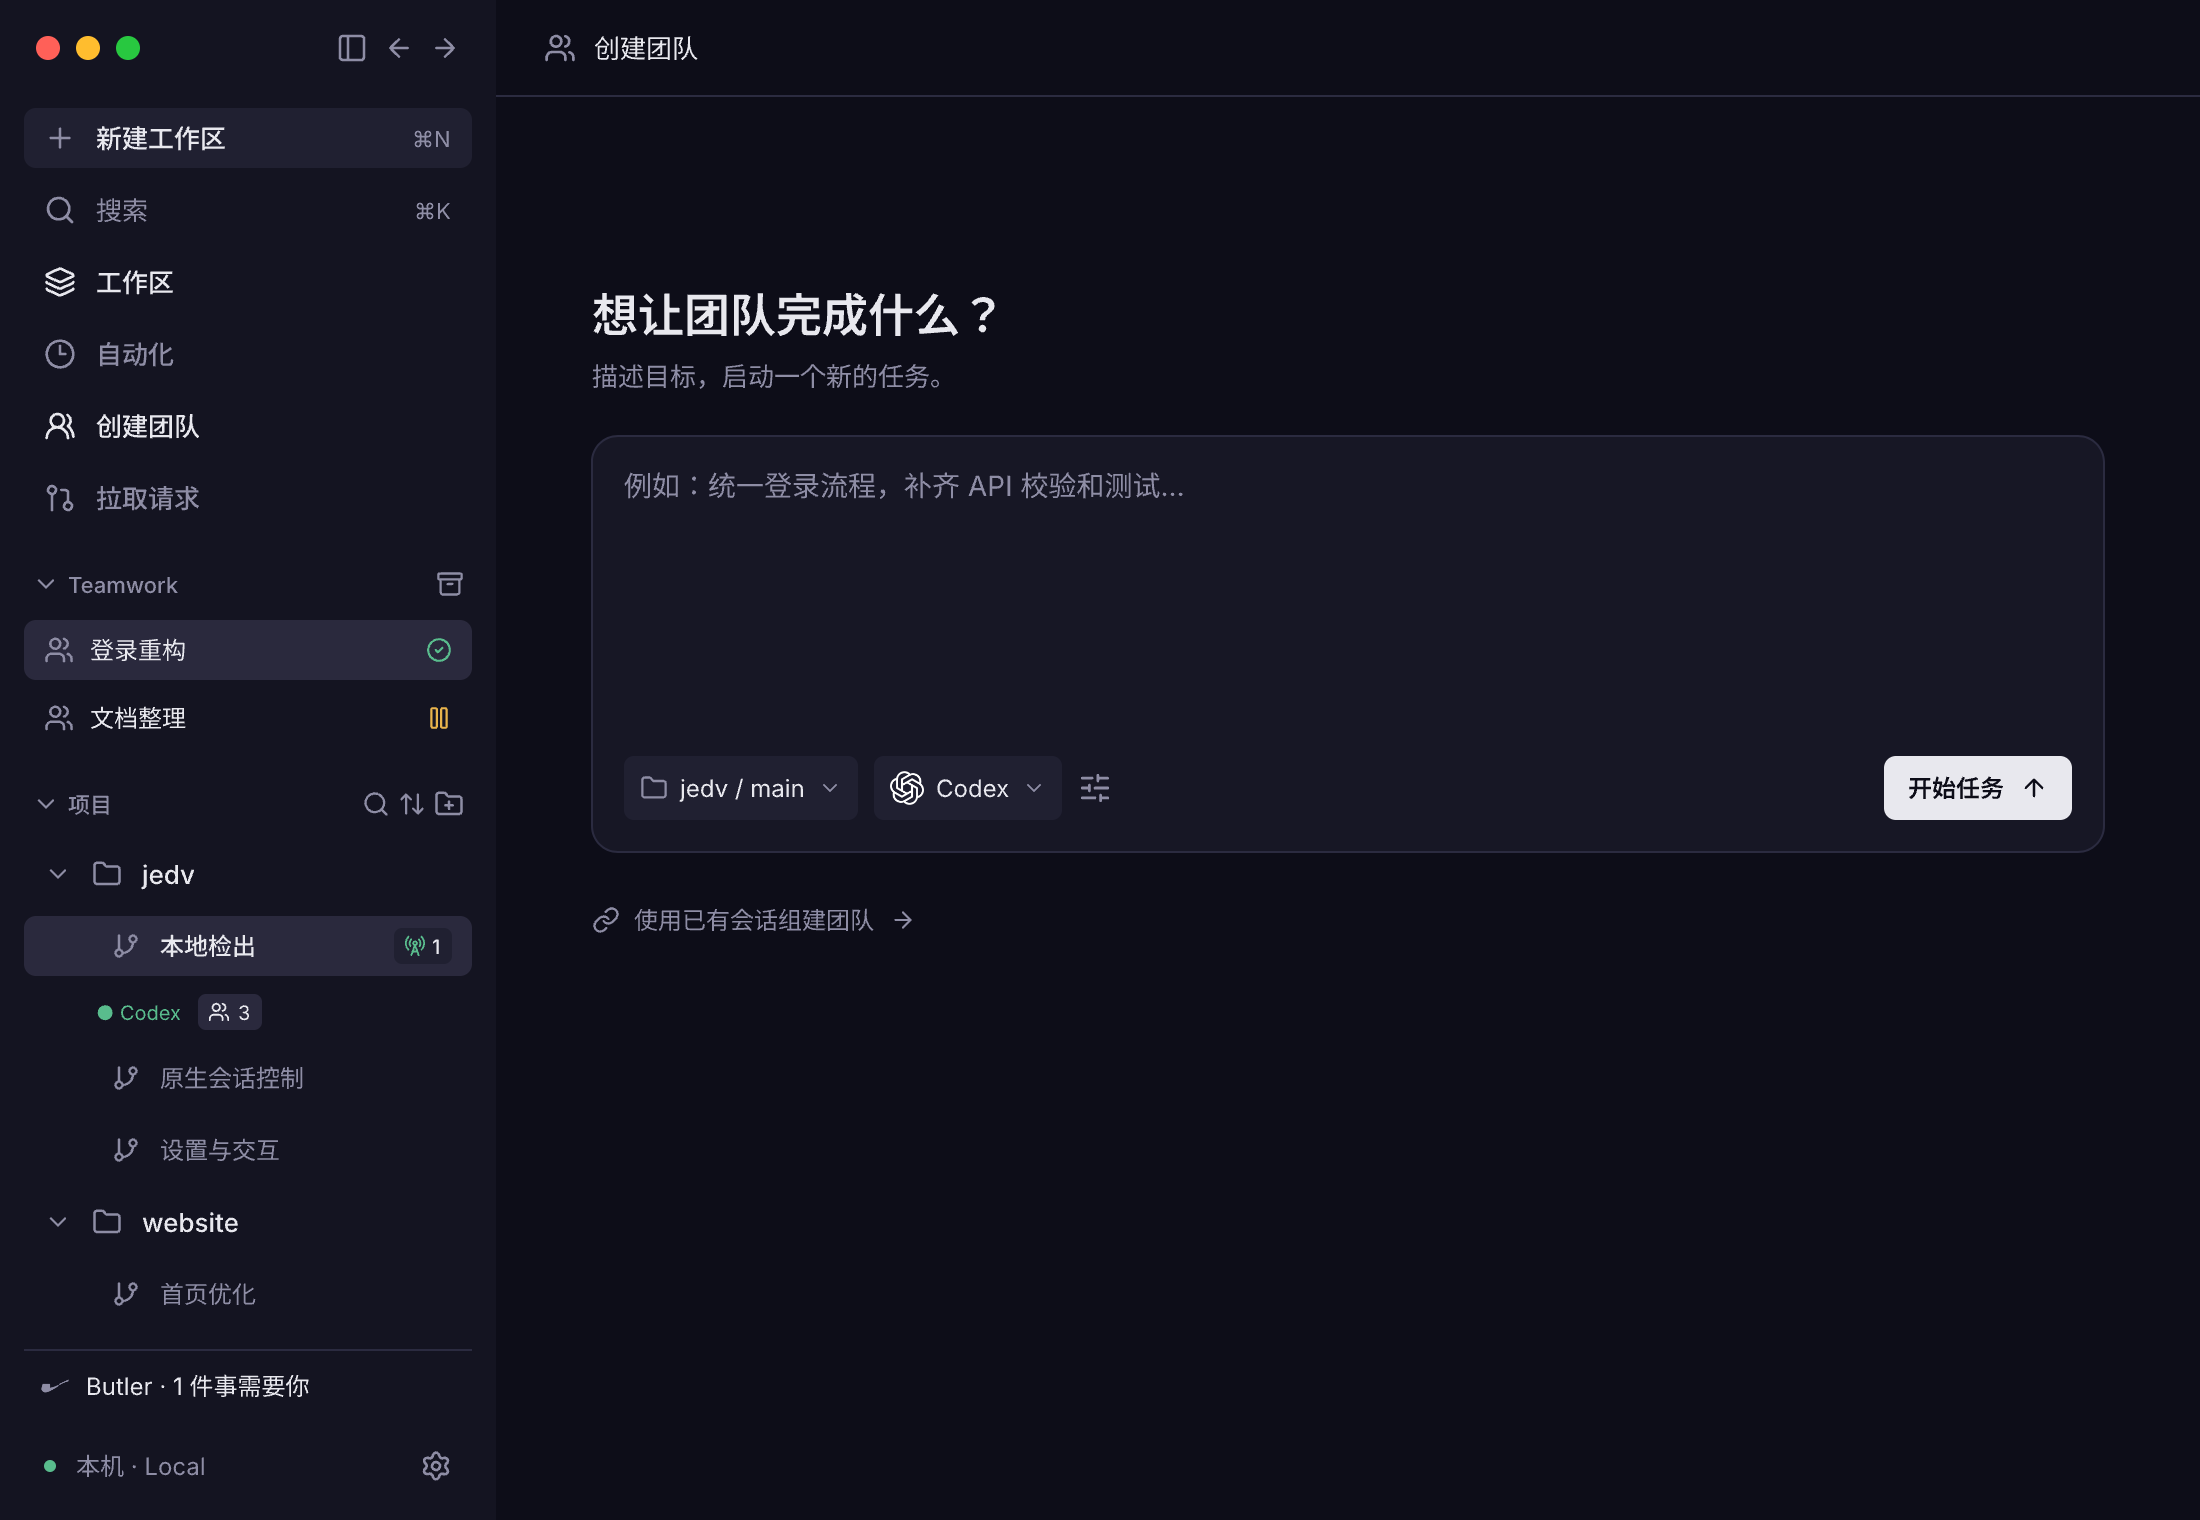 新建工作区 ⌘N
搜索 ⌘K
工作区
自动化
创建团队
拉取请求
Teamwork
登录重构
文档整理
项目
jedv
本地检出 1
Codex 3
原生会话控制
设置与交互
website
首页优化
Butler · 1 件事需要你
本机 · Local
创建团队
想让团队完成什么？
描述目标，启动一个新的任务。
例如：统一登录流程，补齐 API 校验和测试...
jedv / main Codex 开始任务
使用已有会话组建团队